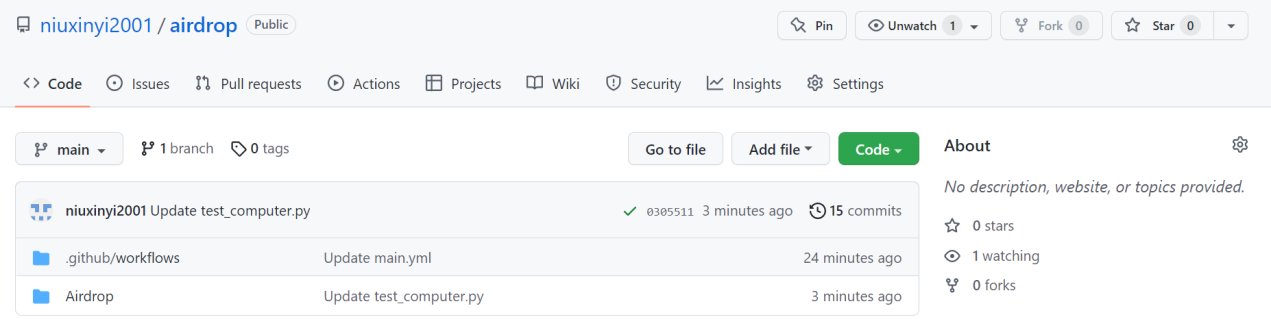 niuxinyi2001 / airdrop Public Pin Unwatch 1 Fork 0 Star 0
Code Issues Pull requests Actions Projects Wiki Security Insights Settings
main 1 branch 0 tags Go to file Add file Code
niuxinyi2001 Update test_computer.py 0305511 3 minutes ago 15 commits
.github/workflows Update main.yml 24 minutes ago
Airdrop Update test_computer.py 3 minutes ago
About
No description, website, or topics provided.
0 stars
1 watching
0 forks